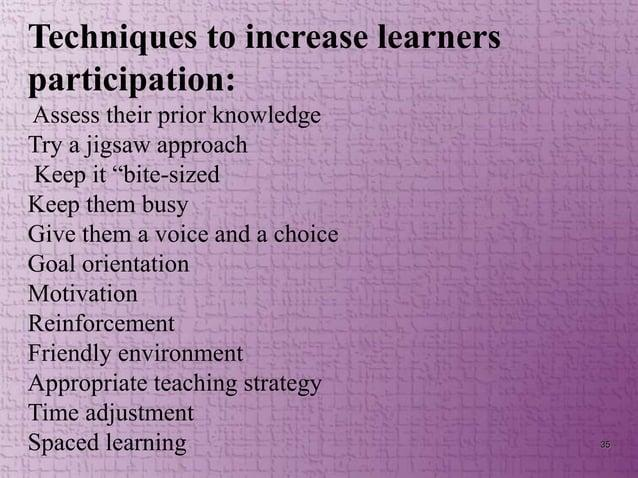 Techniques to increase learners
participation:
Assess their prior knowledge
Try a jigsaw approach
Keep it “bite-sized
Keep them busy
Give them a voice and a choice
Goal orientation
Motivation
Reinforcement
Friendly environment
Appropriate teaching strategy
Time adjustment
Spaced learning
35